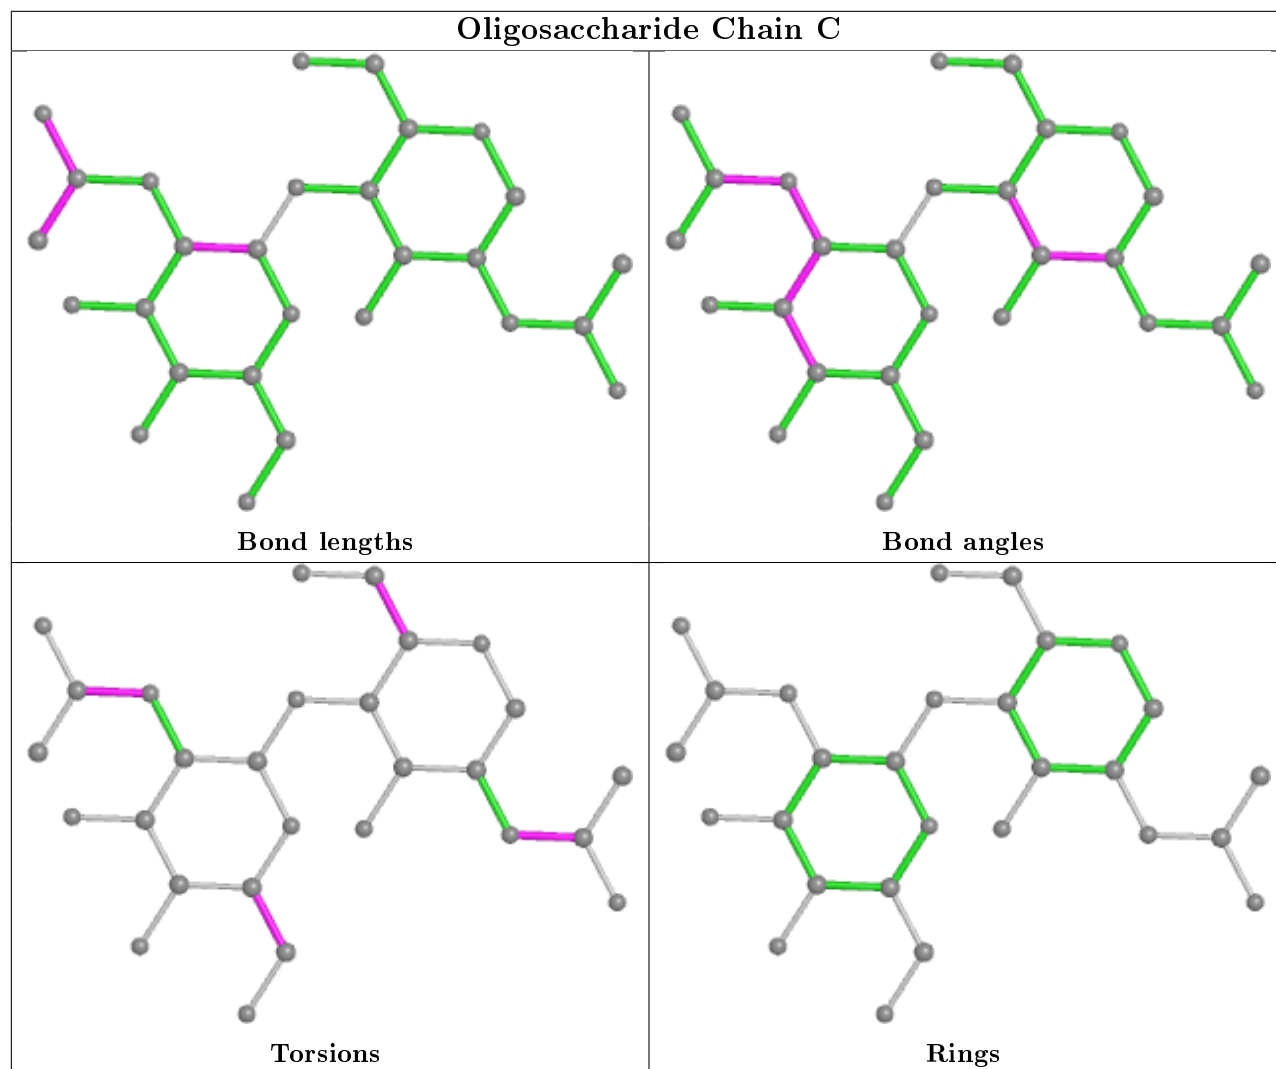 Oligosaccharide Chain C
Bond lengths
Bond angles
Torsions
Rings